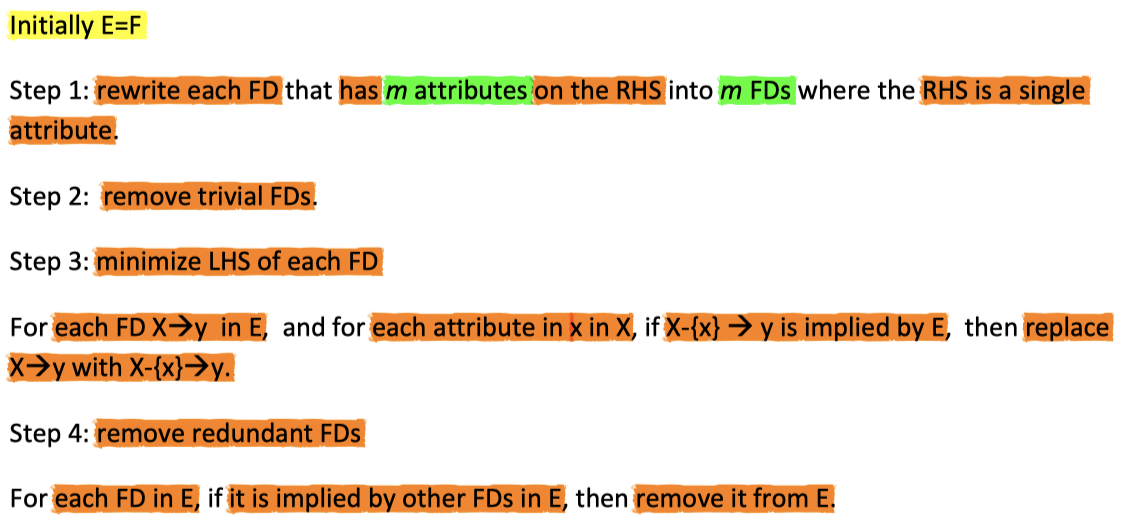 Initially E=F
Step 1: rewrite each FD that has m attributes on the RHS into m FDs where the RHS is a single
attribute.
Step 2: remove trivial FDs.
Step 3: minimize LHS of each FD
For each FD X→y in E, and for each attribute in x in X, if X-{x} → y is implied by E, then replace
X→y with X-{x}→y.
Step 4: remove redundant FDs
For each FD in E, if it is implied by other FDs in E, then remove it from E.